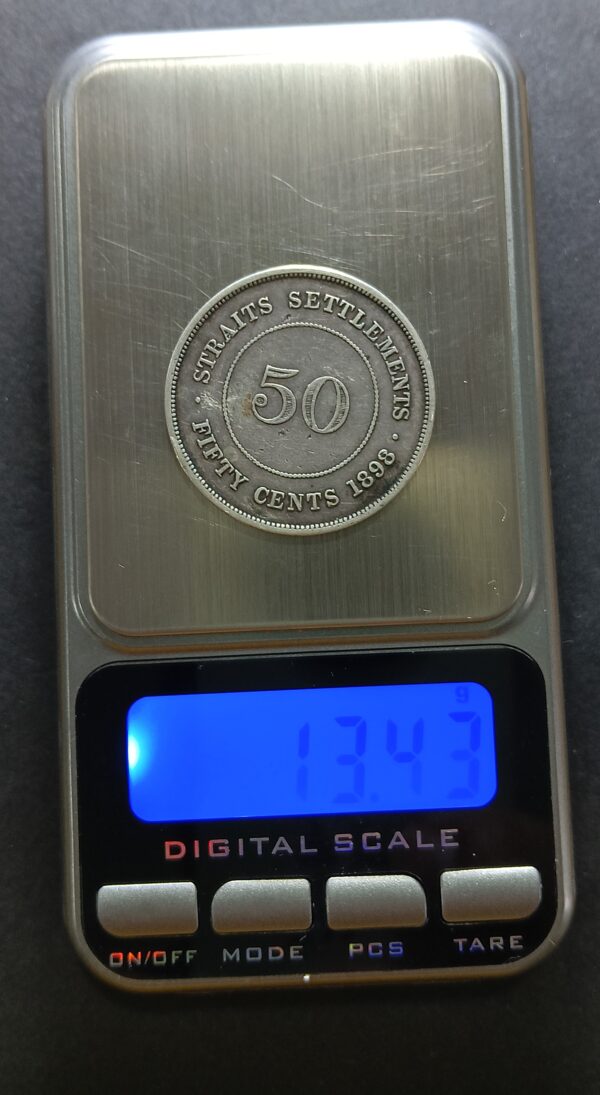 · STRAITS SETTLEMENTS ·
50
FIFTY CENTS 1898
g
13.43
DIGITAL SCALE
ON/OFF MODE PCS TARE